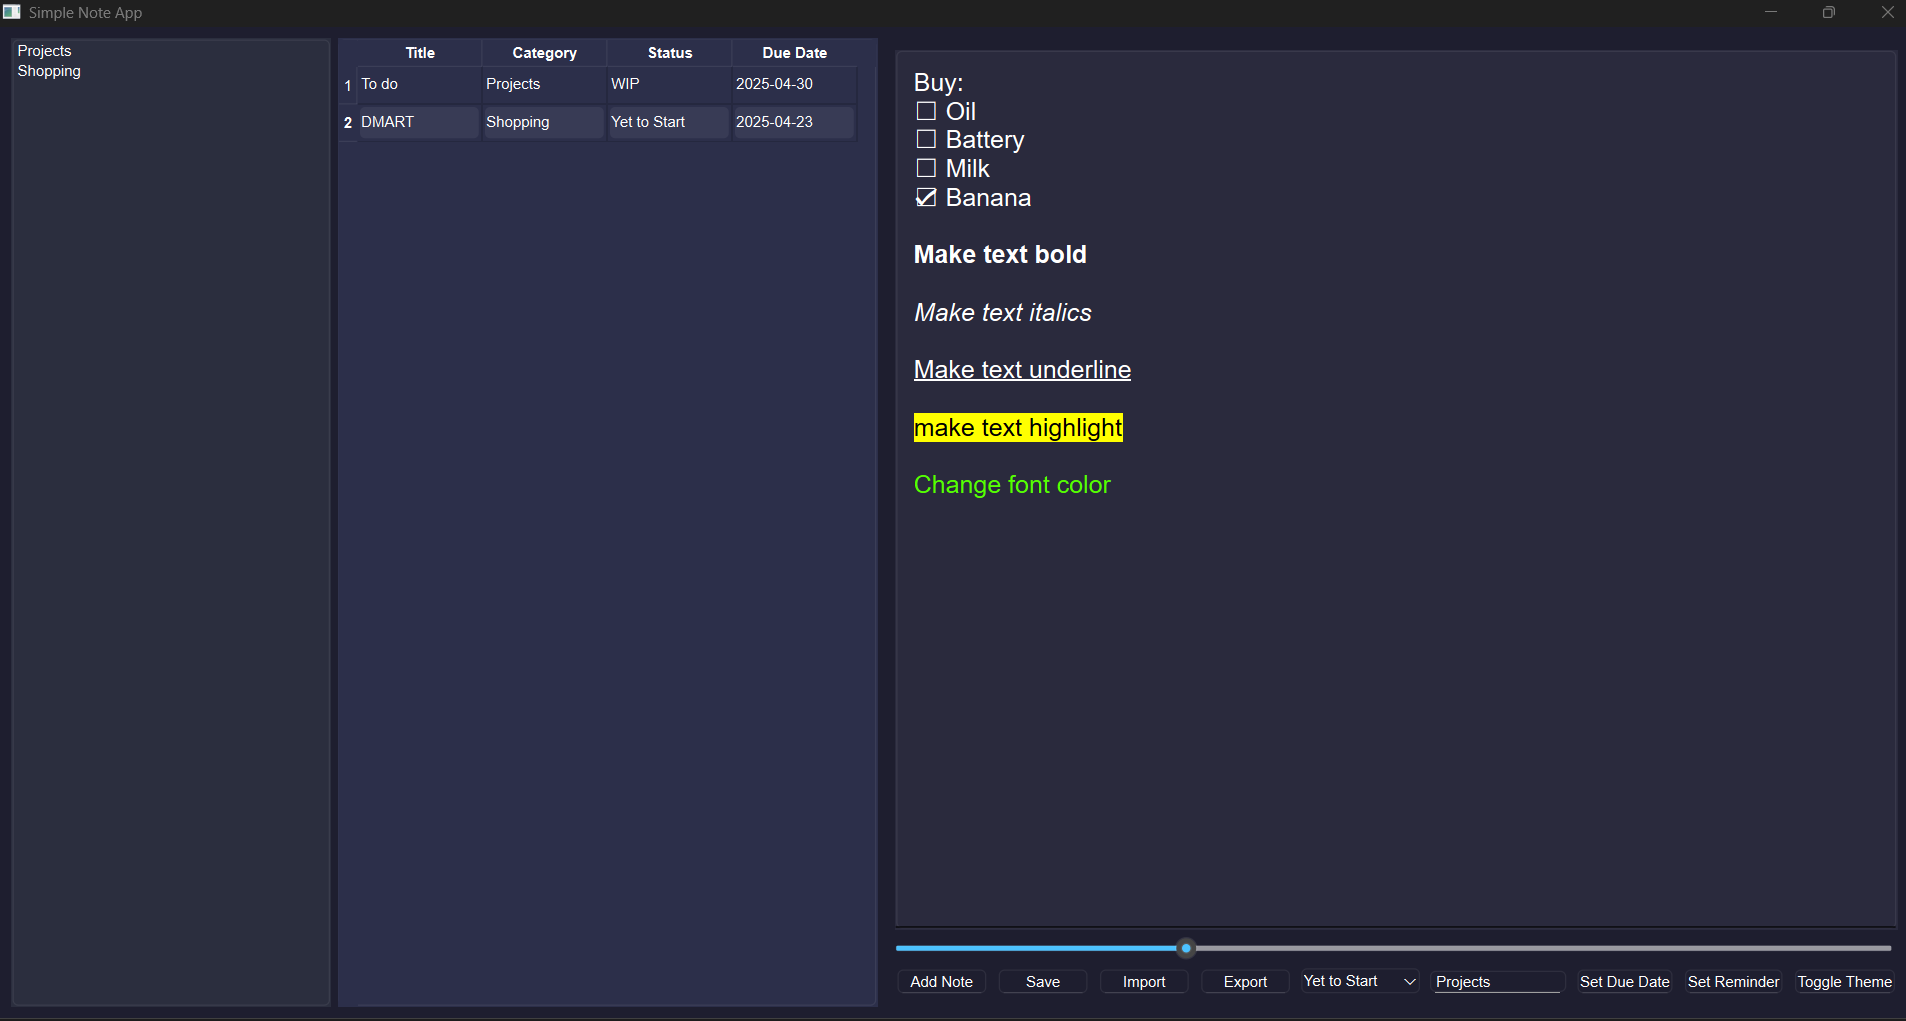 Simple Note App
Projects
Shopping
Title Category Status Due Date
1 To do Projects WIP 2025-04-30
2 DMART Shopping Yet to Start 2025-04-23
Buy:
☐ Oil
☐ Battery
☐ Milk
☑ Banana
Make text bold
Make text italics
Make text underline
make text highlight
Change font color
Add Note Save Import Export Yet to Start Projects Set Due Date Set Reminder Toggle Theme